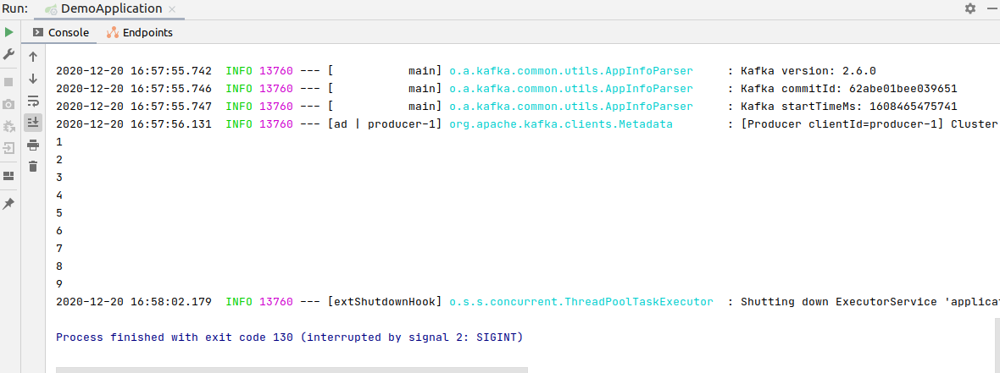 Run: DemoApplication
Console Endpoints
2020-12-20 16:57:55.742  INFO 13760 --- [           main] o.a.kafka.common.utils.AppInfoParser     : Kafka version: 2.6.0
2020-12-20 16:57:55.746  INFO 13760 --- [           main] o.a.kafka.common.utils.AppInfoParser     : Kafka commitId: 62abe01bee039651
2020-12-20 16:57:55.747  INFO 13760 --- [           main] o.a.kafka.common.utils.AppInfoParser     : Kafka startTimeMs: 1608465475741
2020-12-20 16:57:56.131  INFO 13760 --- [ad | producer-1] org.apache.kafka.clients.Metadata        : [Producer clientId=producer-1] Cluster
1
2
3
4
5
6
7
8
9
2020-12-20 16:58:02.179  INFO 13760 --- [extShutdownHook] o.s.s.concurrent.ThreadPoolTaskExecutor  : Shutting down ExecutorService 'applicat
Process finished with exit code 130 (interrupted by signal 2: SIGINT)